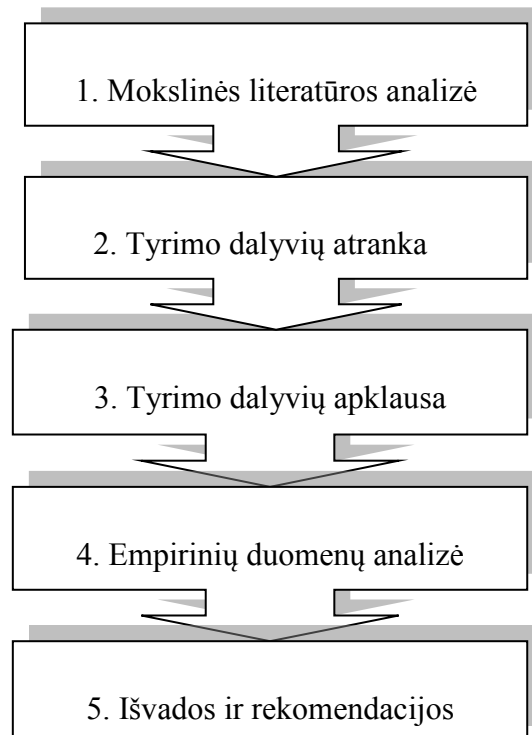 1. Mokslinės literatūros analizė
2. Tyrimo dalyvių atranka
3. Tyrimo dalyvių apklausa
4. Empirinių duomenų analizė
5. Išvados ir rekomendacijos